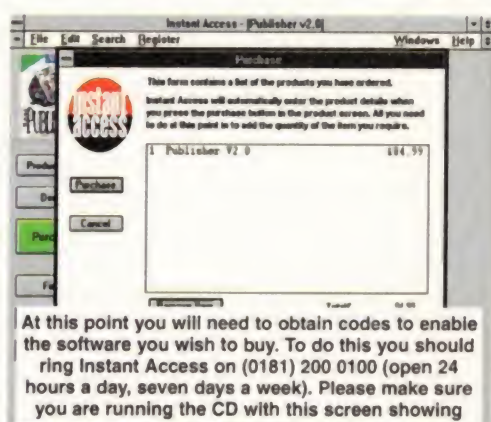 Instant Access - [Publisher v2.0]
File Edit Search Register Windows Help
Purchase
This form contains a list of the products you have ordered.
instant access
Instant Access will automatically enter the product details when
you press the purchase button in the product screen. All you need
to do at this point is to add the quantity of the item you require.
1 Publisher V2 0 £84.99
Purchase
Cancel
At this point you will need to obtain codes to enable
the software you wish to buy. To do this you should
ring Instant Access on (0181) 200 0100 (open 24
hours a day, seven days a week). Please make sure
you are running the CD with this screen showing